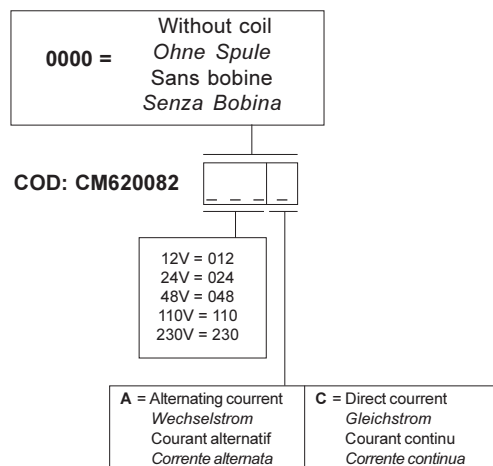 Without coil
0000 = Ohne Spule
Sans bobine
Senza Bobina
COD: CM620082 _ _ _ _
12V = 012
24V = 024
48V = 048
110V = 110
230V = 230
A = Alternating courrent
Wechselstrom
Courant alternatif
Corrente alternata
C = Direct courrent
Gleichstrom
Courant continu
Corrente continua